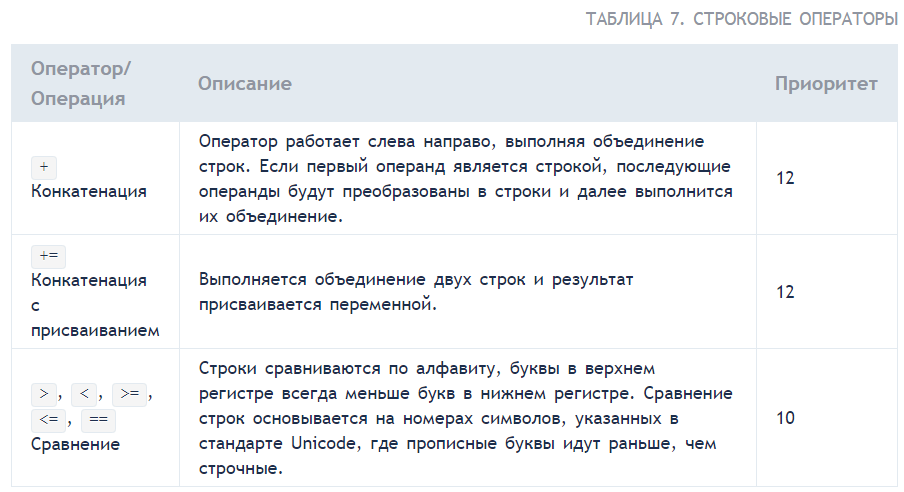 ТАБЛИЦА 7. СТРОКОВЫЕ ОПЕРАТОРЫ
Оператор/
Операция
Описание
Приоритет
+
Конкатенация
Оператор работает слева направо, выполняя объединение
строк. Если первый операнд является строкой, последующие
операнды будут преобразованы в строки и далее выполнится
их объединение.
12
+=
Конкатенация
с
присваиванием
Выполняется объединение двух строк и результат
присваивается переменной.
12
>, <, >=,
<=, ==
Сравнение
Строки сравниваются по алфавиту, буквы в верхнем
регистре всегда меньше букв в нижнем регистре. Сравнение
строк основывается на номерах символов, указанных в
стандарте Unicode, где прописные буквы идут раньше, чем
строчные.
10